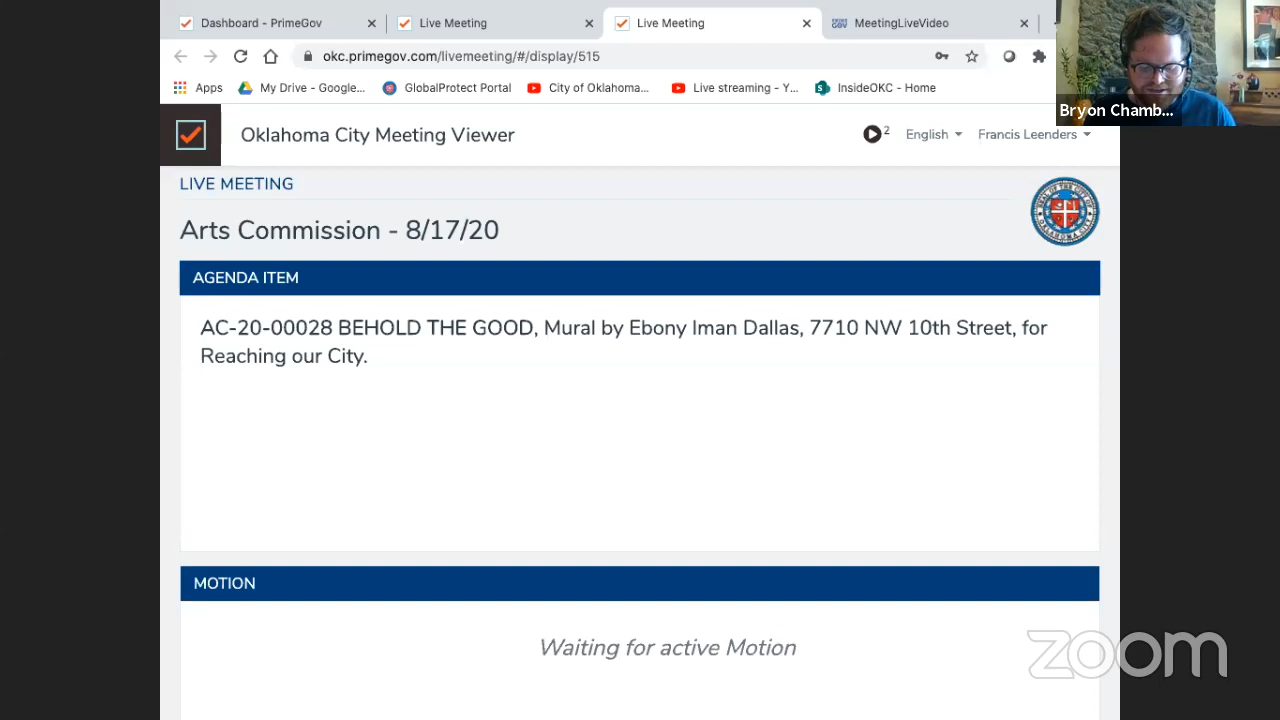 Dashboard - PrimeGov
Live Meeting
Live Meeting
MeetingLiveVideo
okc.primegov.com/livemeeting/#/display/515
Apps
My Drive - Google...
GlobalProtect Portal
City of Oklahoma...
Live streaming - Y...
InsideOKC - Home
Bryon Chamb...
Oklahoma City Meeting Viewer
2
English
Francis Leenders
LIVE MEETING
Arts Commission - 8/17/20
AGENDA ITEM
AC-20-00028 BEHOLD THE GOOD, Mural by Ebony Iman Dallas, 7710 NW 10th Street, for
Reaching our City.
MOTION
Waiting for active Motion
zoom